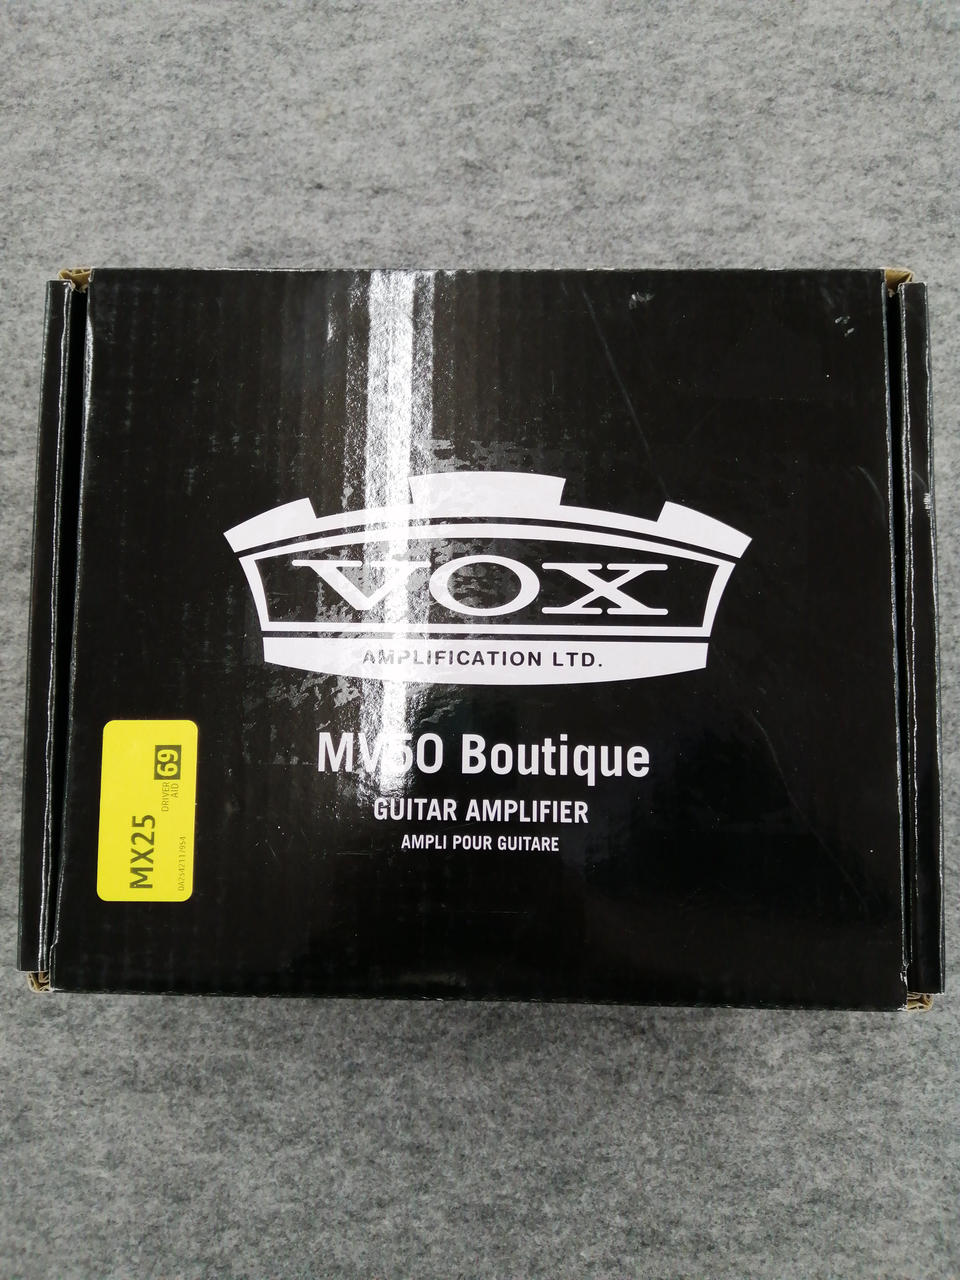 VOX
AMPLIFICATION LTD.
MV50 Boutique
GUITAR AMPLIFIER
AMPLI POUR GUITARE
MX25
DRIVER
AID
69